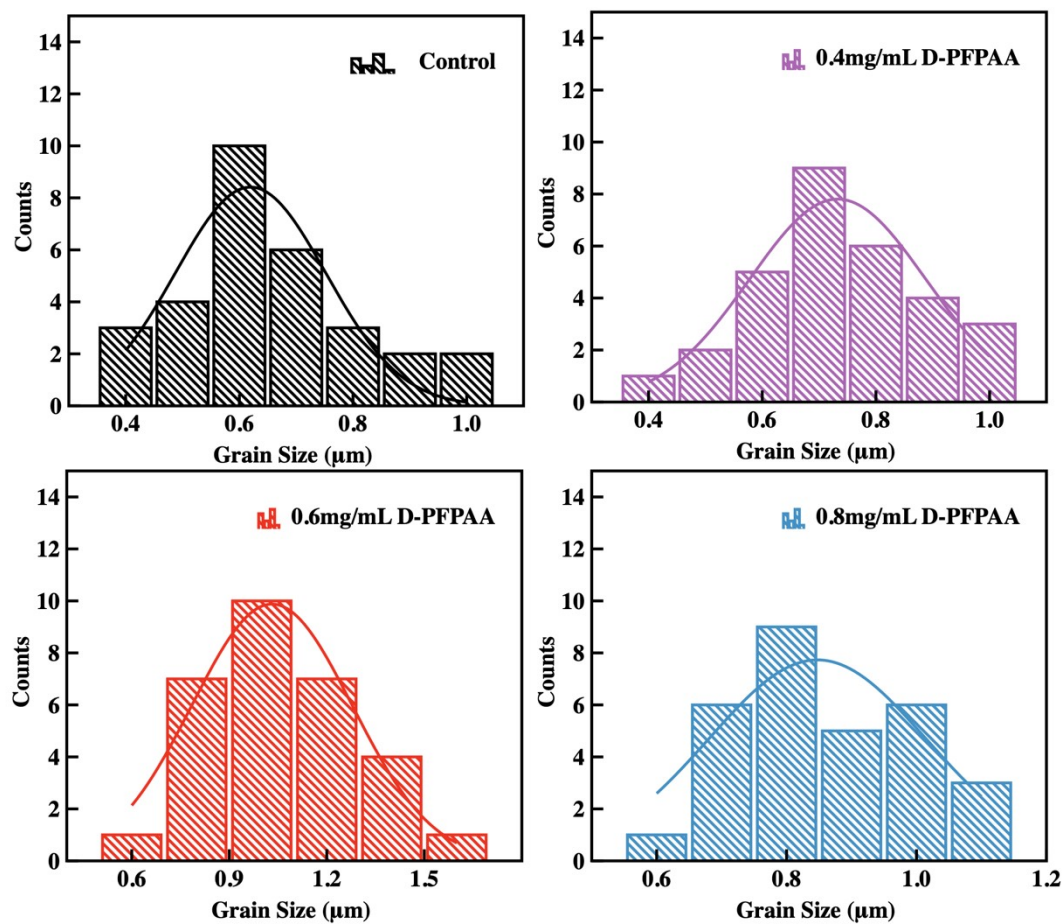 Control
14
12
10
8
6
4
2
0
Counts
0.4 0.6 0.8 1.0
Grain Size (μm)
0.4mg/mL D-PFPAA
14
12
10
8
6
4
2
0
Counts
0.4 0.6 0.8 1.0
Grain Size (μm)
0.6mg/mL D-PFPAA
14
12
10
8
6
4
2
0
Counts
0.6 0.9 1.2 1.5
Grain Size (μm)
0.8mg/mL D-PFPAA
14
12
10
8
6
4
2
0
Counts
0.6 0.8 1.0 1.2
Grain Size (μm)